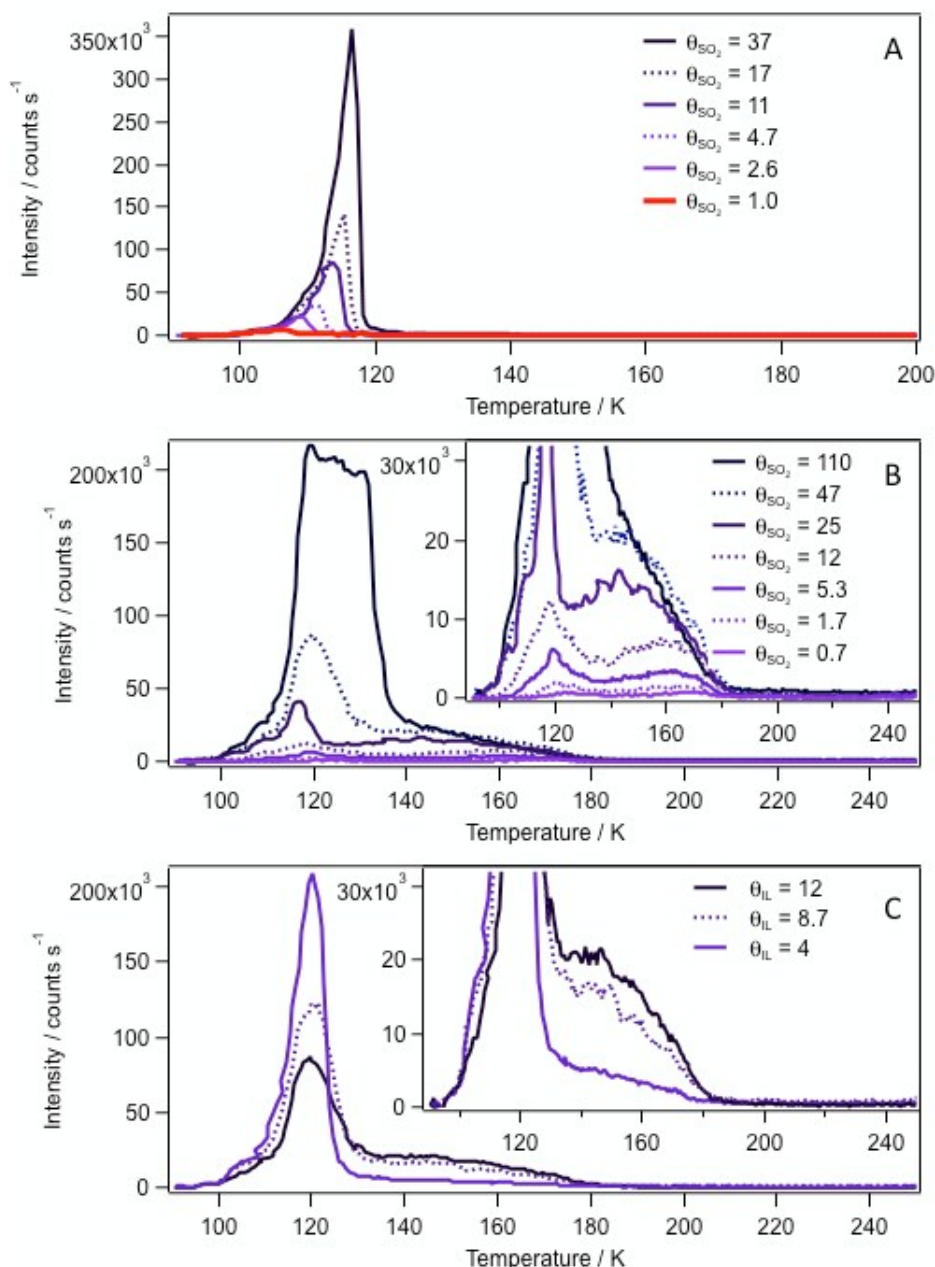 A
350x10³
300
250
200
150
100
50
0
Intensity / counts s⁻¹
θSO₂ = 37
θSO₂ = 17
θSO₂ = 11
θSO₂ = 4.7
θSO₂ = 2.6
θSO₂ = 1.0
100 120 140 160 180 200
Temperature / K
B
200x10³
150
100
50
0
Intensity / counts s⁻¹
30x10³
20
10
0
120 160 200 240
θSO₂ = 110
θSO₂ = 47
θSO₂ = 25
θSO₂ = 12
θSO₂ = 5.3
θSO₂ = 1.7
θSO₂ = 0.7
100 120 140 160 180 200 220 240
Temperature / K
C
200x10³
150
100
50
0
Intensity / counts s⁻¹
30x10³
20
10
0
120 160 200 240
θIL = 12
θIL = 8.7
θIL = 4
100 120 140 160 180 200 220 240
Temperature / K